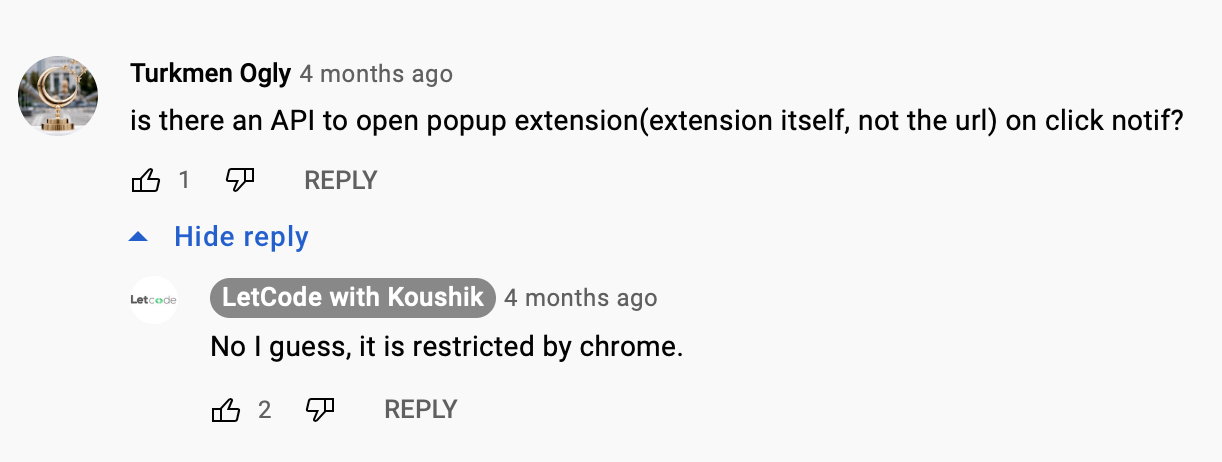 Turkmen Ogly 4 months ago
is there an API to open popup extension(extension itself, not the url) on click notif?
1 REPLY
Hide reply
Letcode
LetCode with Koushik 4 months ago
No I guess, it is restricted by chrome.
2 REPLY